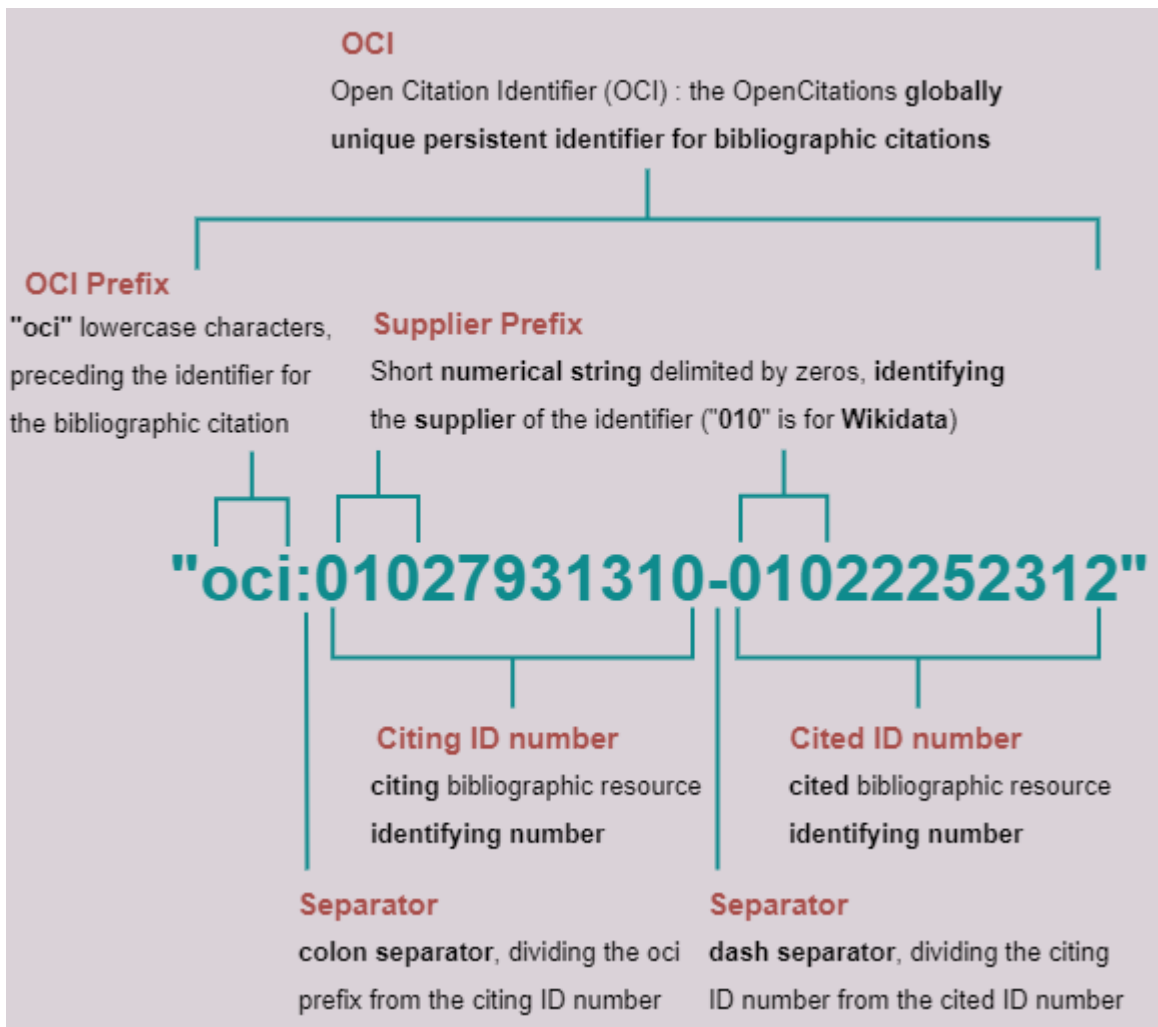 OCI
Open Citation Identifier (OCI) : the OpenCitations globally
unique persistent identifier for bibliographic citations
OCI Prefix
"oci" lowercase characters,
preceding the identifier for
the bibliographic citation
Supplier Prefix
Short numerical string delimited by zeros, identifying
the supplier of the identifier ("010" is for Wikidata)
"oci:01027931310-01022252312"
Citing ID number
citing bibliographic resource
identifying number
Cited ID number
cited bibliographic resource
identifying number
Separator
colon separator, dividing the oci
prefix from the citing ID number
Separator
dash separator, dividing the citing
ID number from the cited ID number